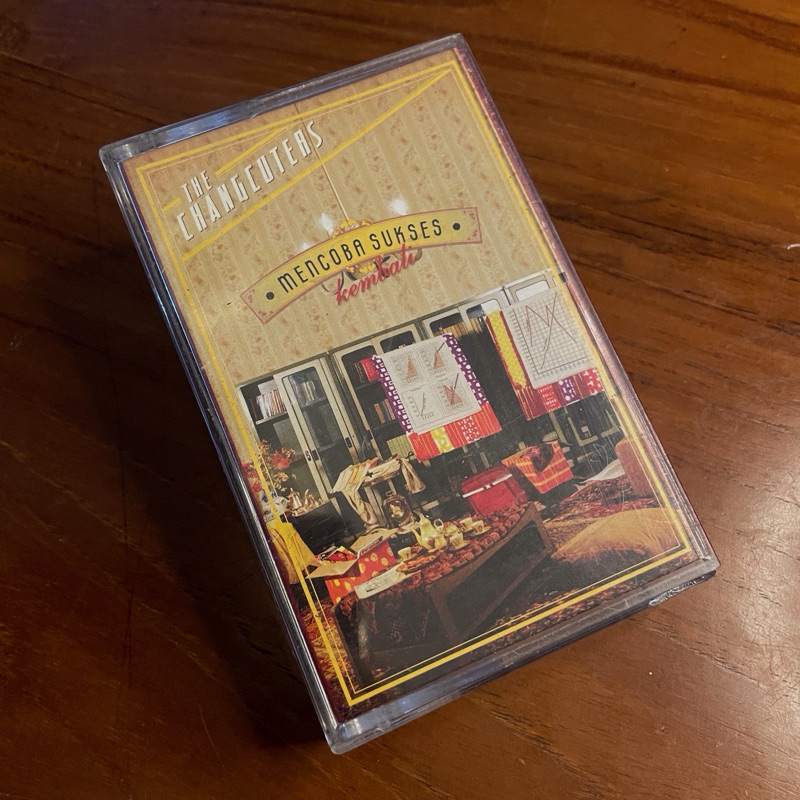 THE
CHANGCUTERS
MENCOBA SUKSES
kembali